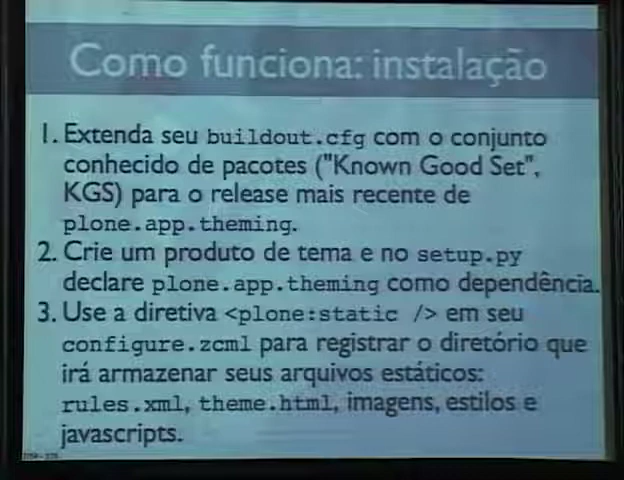 Como funciona: instalação
1. Extenda seu buildout.cfg com o conjunto
conhecido de pacotes ("Known Good Set",
KGS) para o release mais recente de
plone.app.theming.
2. Crie um produto de tema e no setup.py
declare plone.app.theming como dependência.
3. Use a diretiva <plone:static /> em seu
configure.zcml para registrar o diretório que
irá armazenar seus arquivos estáticos:
rules.xml, theme.html, imagens, estilos e
javascripts.